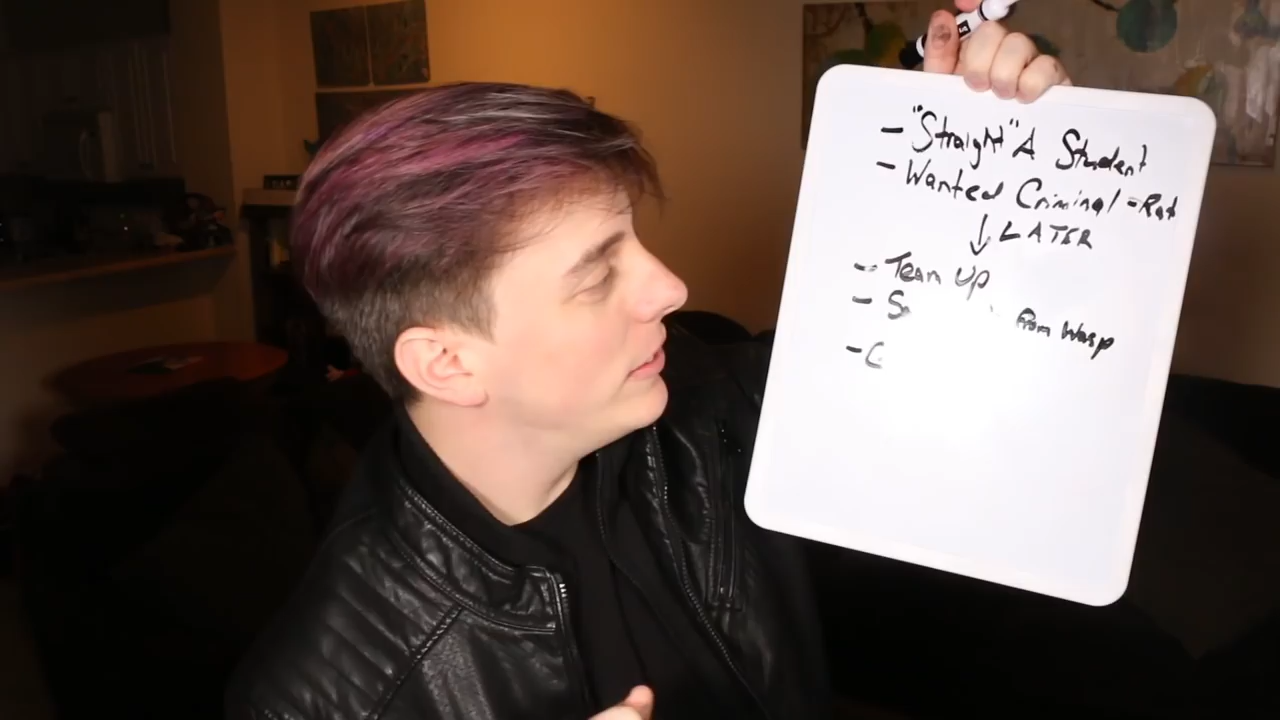 - "Straight" A Student
- Wanted Criminal - Rat
↓ LATER
- Team Up
- from Wasp
-